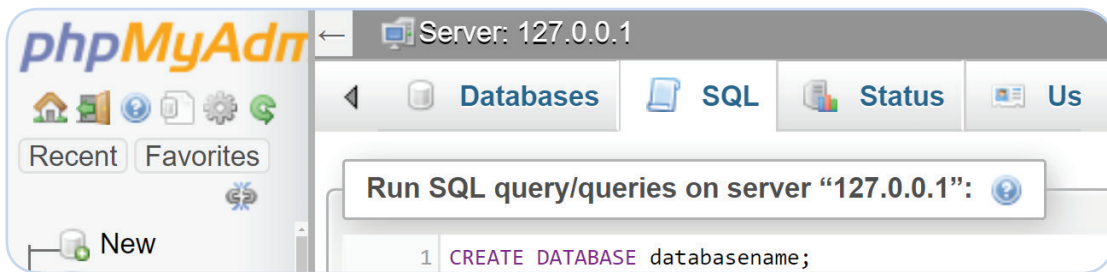 phpMyAdm
Recent Favorites
New
← Server: 127.0.0.1
Databases SQL Status Us
Run SQL query/queries on server “127.0.0.1”:
1 CREATE DATABASE databasename;